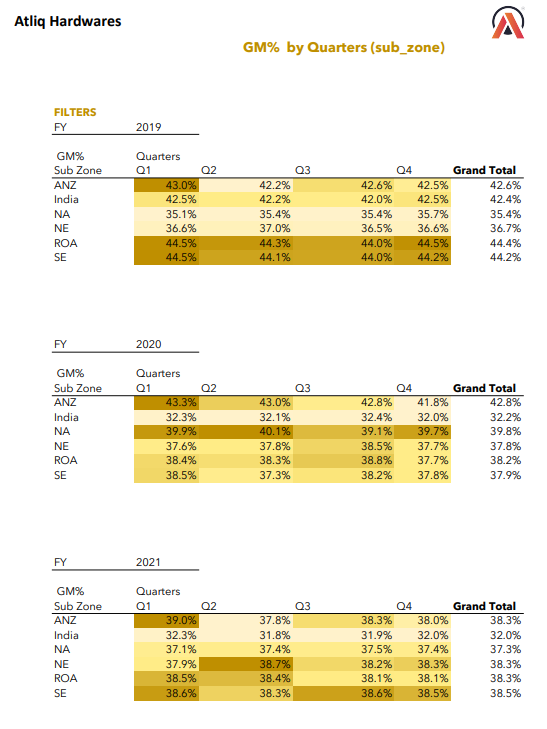 Atliq Hardwares
GM% by Quarters (sub_zone)
FILTERS
FY 2019
GM% Quarters
Sub Zone Q1 Q2 Q3 Q4 Grand Total
ANZ 43.0% 42.2% 42.6% 42.5% 42.6%
India 42.5% 42.2% 42.0% 42.5% 42.4%
NA 35.1% 35.4% 35.4% 35.7% 35.4%
NE 36.6% 37.0% 36.5% 36.6% 36.7%
ROA 44.5% 44.3% 44.0% 44.5% 44.4%
SE 44.5% 44.1% 44.0% 44.2% 44.2%
FY 2020
GM% Quarters
Sub Zone Q1 Q2 Q3 Q4 Grand Total
ANZ 43.3% 43.0% 42.8% 41.8% 42.8%
India 32.3% 32.1% 32.4% 32.0% 32.2%
NA 39.9% 40.1% 39.1% 39.7% 39.8%
NE 37.6% 37.8% 38.5% 37.7% 37.8%
ROA 38.4% 38.3% 38.8% 37.7% 38.2%
SE 38.5% 37.3% 38.2% 37.8% 37.9%
FY 2021
GM% Quarters
Sub Zone Q1 Q2 Q3 Q4 Grand Total
ANZ 39.0% 37.8% 38.3% 38.0% 38.3%
India 32.3% 31.8% 31.9% 32.0% 32.0%
NA 37.1% 37.4% 37.5% 37.4% 37.3%
NE 37.9% 38.7% 38.2% 38.3% 38.3%
ROA 38.5% 38.4% 38.1% 38.1% 38.3%
SE 38.6% 38.3% 38.6% 38.5% 38.5%